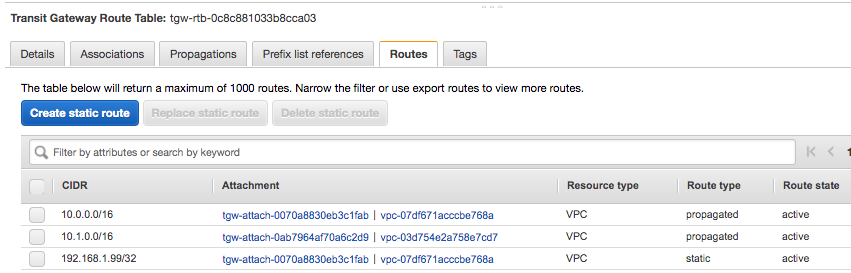 Transit Gateway Route Table: tgw-rtb-0c8c881033b8cca03
Details Associations Propagations Prefix list references Routes Tags
The table below will return a maximum of 1000 routes. Narrow the filter or use export routes to view more routes.
Create static route Replace static route Delete static route
Filter by attributes or search by keyword
CIDR Attachment Resource type Route type Route state
10.0.0.0/16 tgw-attach-0070a8830eb3c1fab | vpc-07df671acccbe768a VPC propagated active
10.1.0.0/16 tgw-attach-0ab7964af70a6c2d9 | vpc-03d754e2a758e7cd7 VPC propagated active
192.168.1.99/32 tgw-attach-0070a8830eb3c1fab | vpc-07df671acccbe768a VPC static active